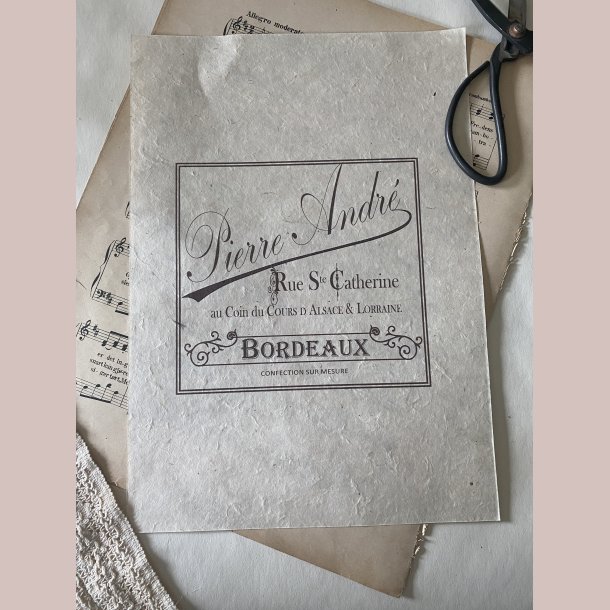 Allegro moderato
Pierre André
Rue Ste Catherine
au Coin du Cours D Alsace & Lorraine
Bordeaux
CONFECTION SUR MESURE